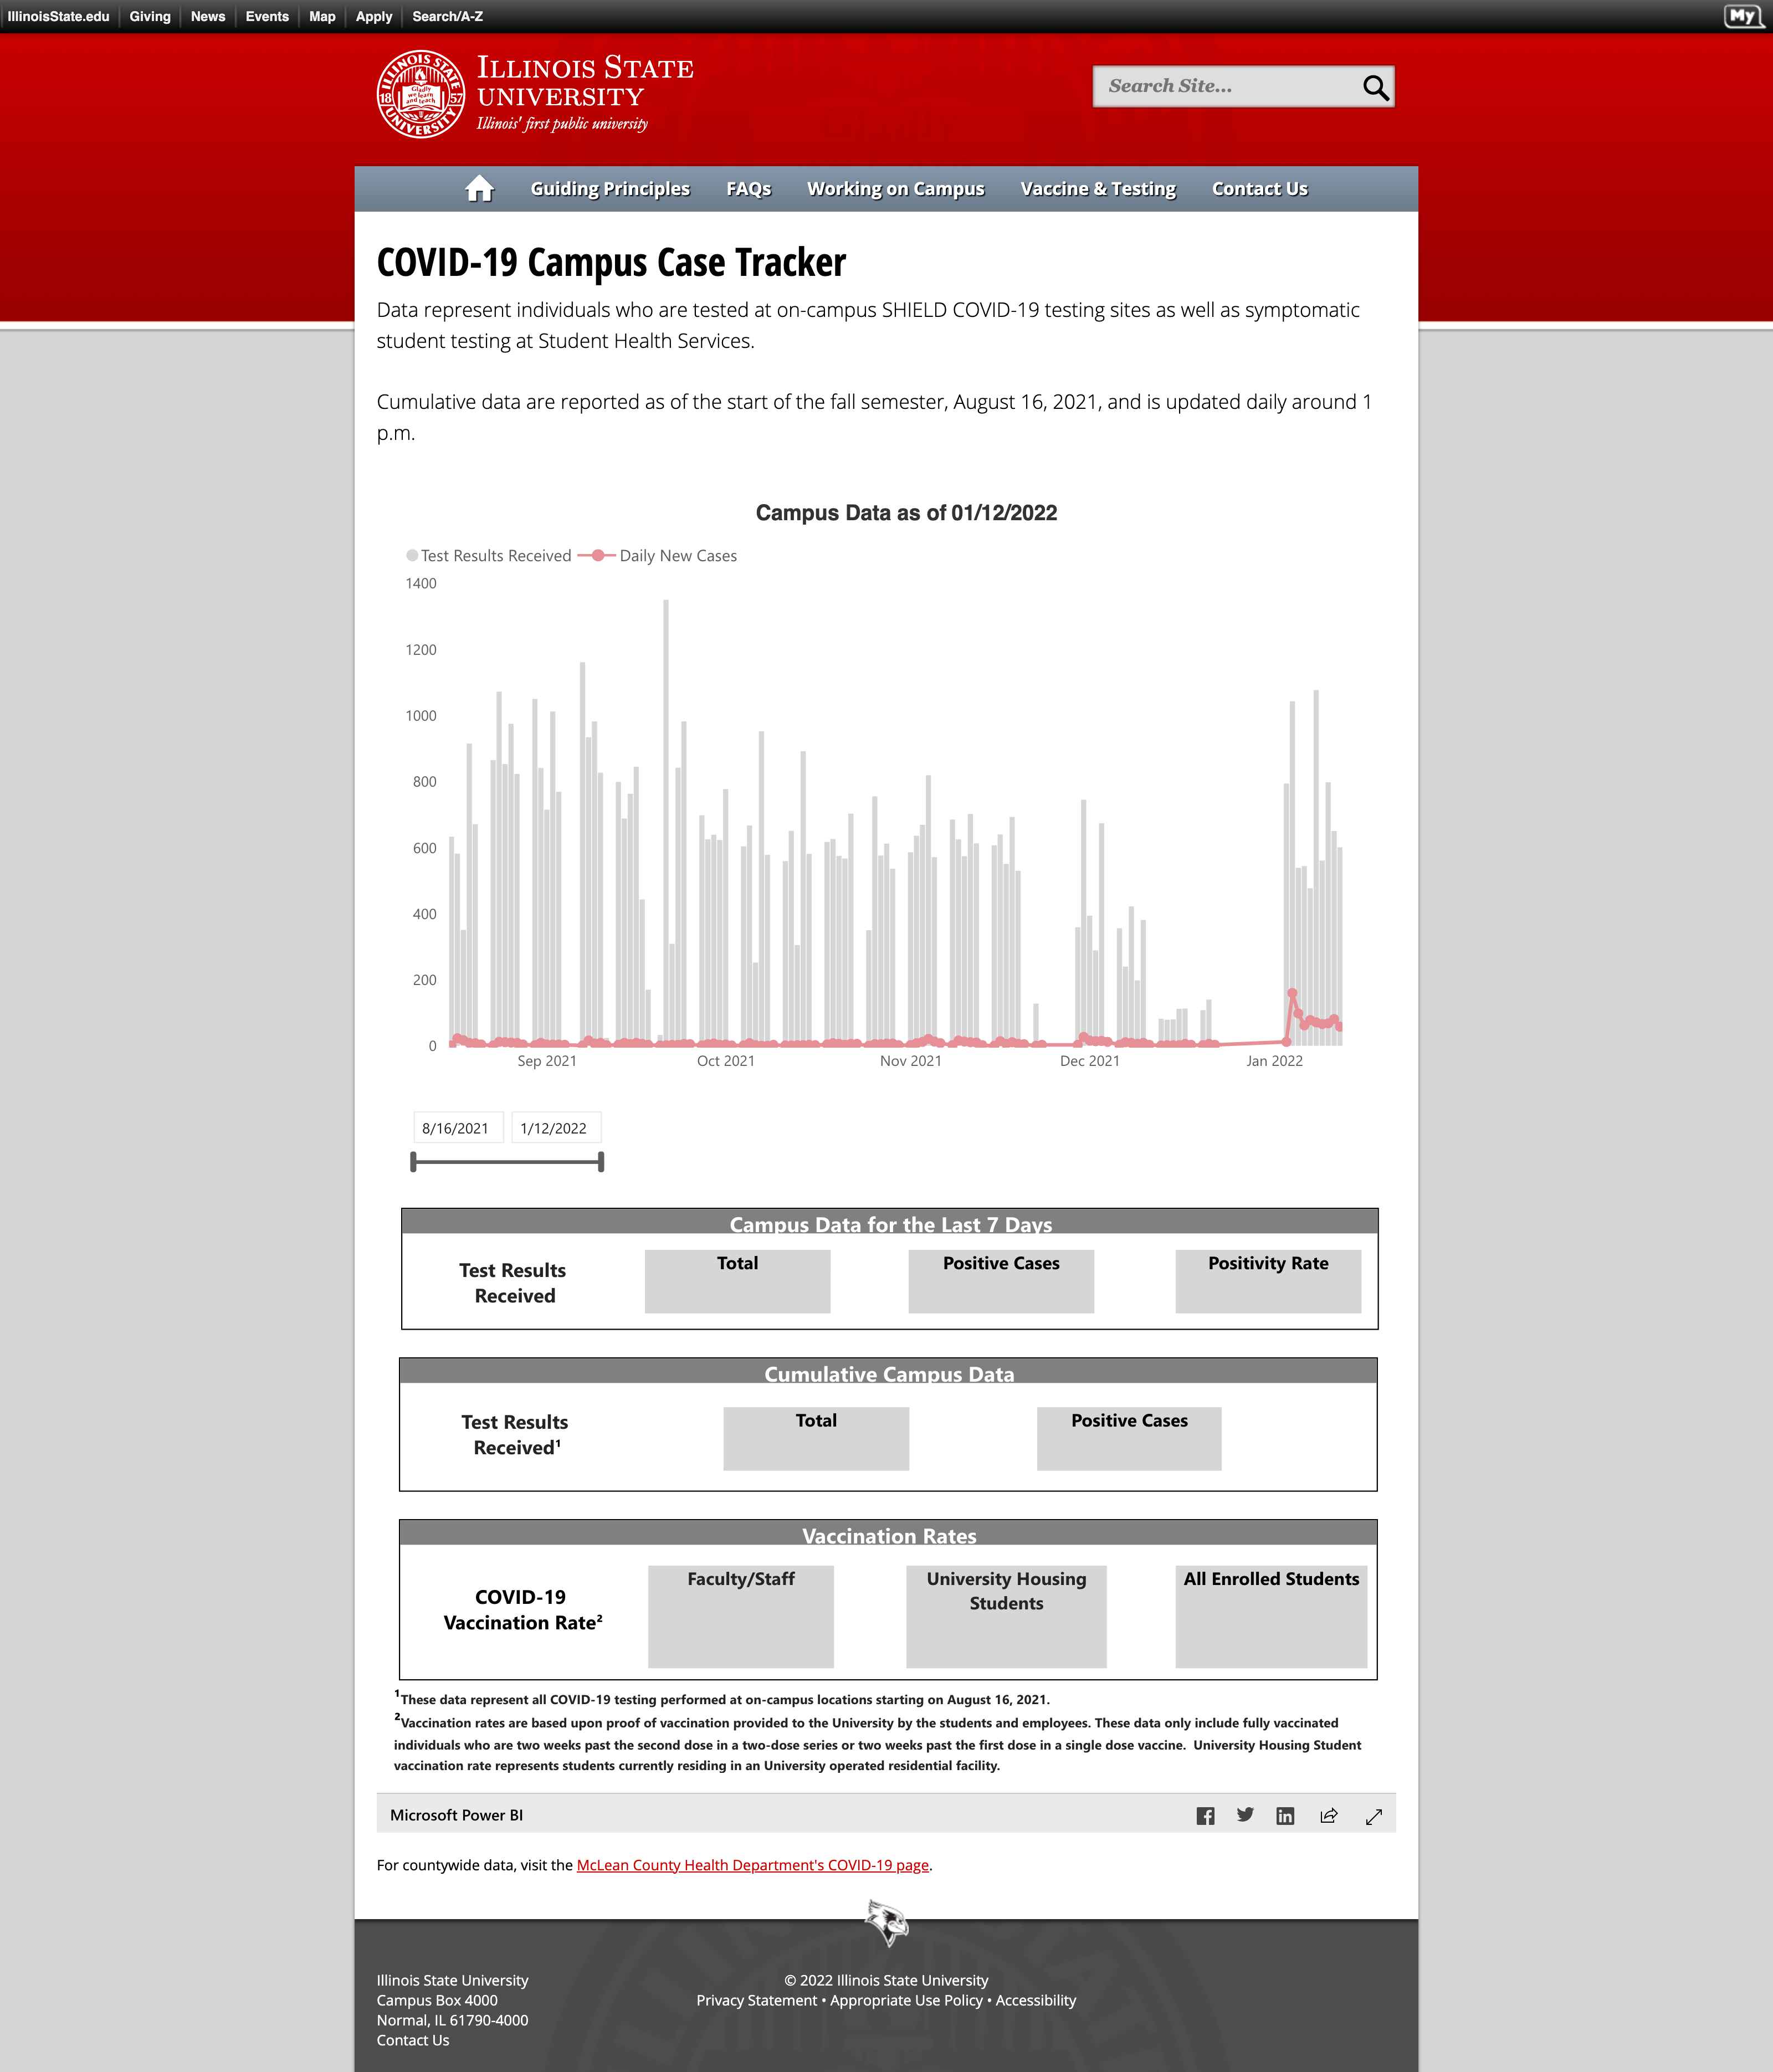 IllinoisState.edu Giving News Events Map Apply Search/A-Z My
ILLINOIS STATE UNIVERSITY
18 57
Gladly we learn and teach
ILLINOIS STATE
UNIVERSITY
Illinois' first public university
Search Site...
Guiding Principles FAQs Working on Campus Vaccine & Testing Contact Us
COVID-19 Campus Case Tracker
Data represent individuals who are tested at on-campus SHIELD COVID-19 testing sites as well as symptomatic
student testing at Student Health Services.
Cumulative data are reported as of the start of the fall semester, August 16, 2021, and is updated daily around 1
p.m.
Campus Data as of 01/12/2022
Test Results Received Daily New Cases
1400
1200
1000
800
600
400
200
0
Sep 2021 Oct 2021 Nov 2021 Dec 2021 Jan 2022
8/16/2021 1/12/2022
Campus Data for the Last 7 Days
Test Results
Received
Total Positive Cases Positivity Rate
Cumulative Campus Data
Test Results
Received¹
Total Positive Cases
Vaccination Rates
COVID-19
Vaccination Rate²
Faculty/Staff
University Housing
Students
All Enrolled Students
¹These data represent all COVID-19 testing performed at on-campus locations starting on August 16, 2021.
²Vaccination rates are based upon proof of vaccination provided to the University by the students and employees. These data only include fully vaccinated
individuals who are two weeks past the second dose in a two-dose series or two weeks past the first dose in a single dose vaccine. University Housing Student
vaccination rate represents students currently residing in an University operated residential facility.
Microsoft Power BI
For countywide data, visit the McLean County Health Department's COVID-19 page.
Illinois State University
Campus Box 4000
Normal, IL 61790-4000
Contact Us
© 2022 Illinois State University
Privacy Statement • Appropriate Use Policy • Accessibility